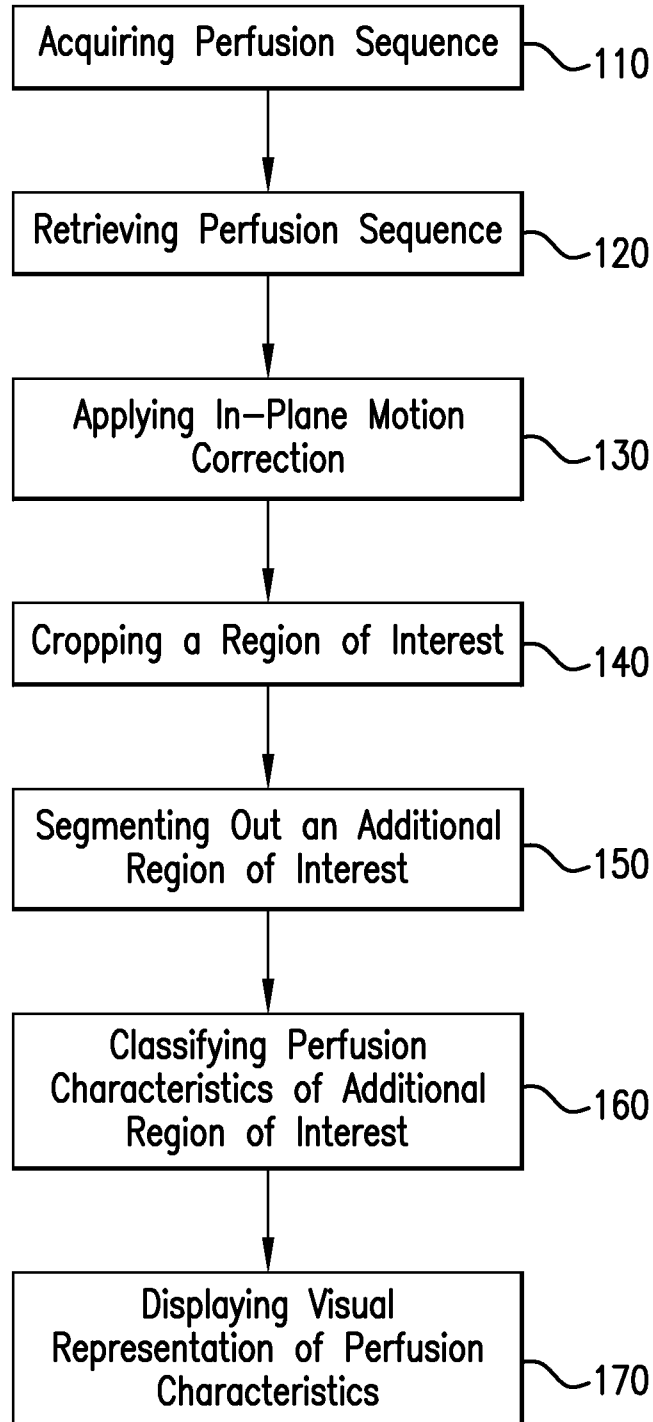 Acquiring Perfusion Sequence
110
Retrieving Perfusion Sequence
120
Applying In-Plane Motion
Correction
130
Cropping a Region of Interest
140
Segmenting Out an Additional
Region of Interest
150
Classifying Perfusion
Characteristics of Additional
Region of Interest
160
Displaying Visual
Representation of Perfusion
Characteristics
170